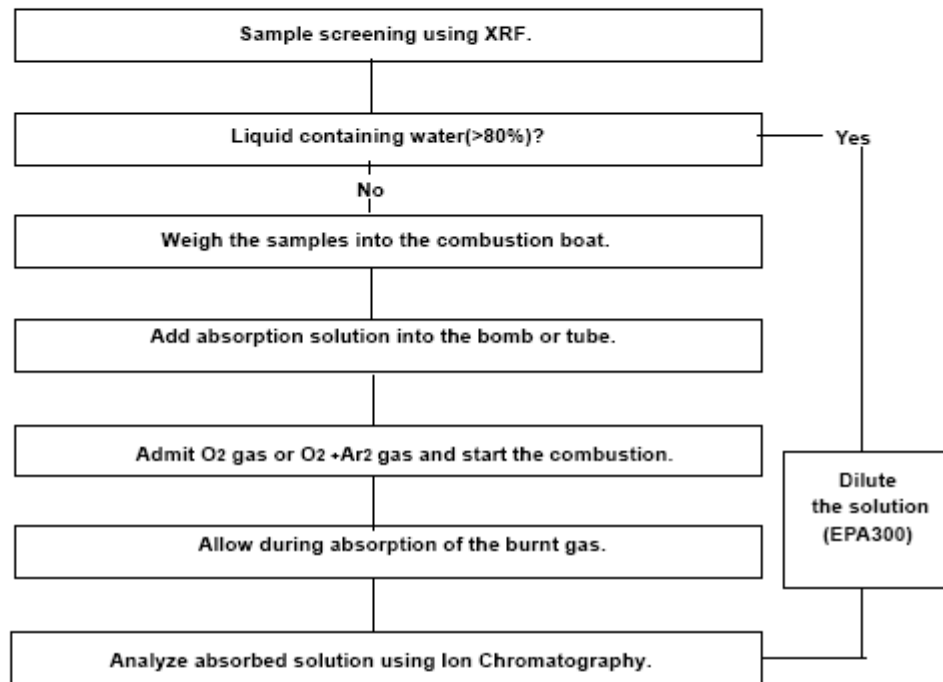 Sample screening using XRF.
Liquid containing water(>80%)?
Yes
No
Weigh the samples into the combustion boat.
Add absorption solution into the bomb or tube.
Admit O2 gas or O2 +Ar2 gas and start the combustion.
Dilute
the solution
(EPA300)
Allow during absorption of the burnt gas.
Analyze absorbed solution using Ion Chromatography.